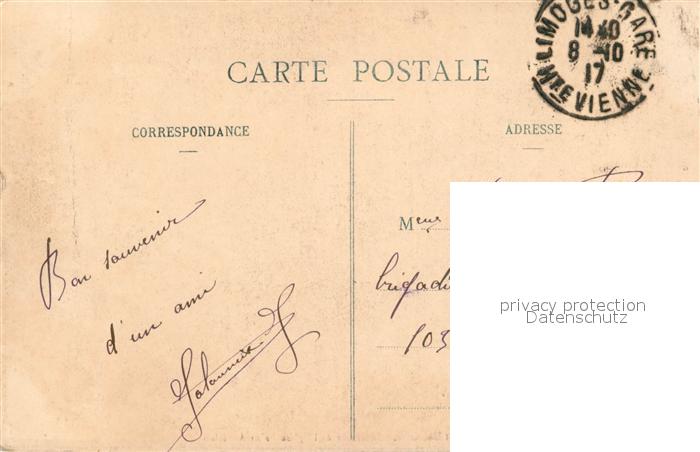 CARTE POSTALE
LIMOGES-GARE
14 40
8 -10
17
Hte VIENNE
CORRESPONDANCE
ADRESSE
Bon souvenir
d'un ami
M
103
privacy protection
Datenschutz